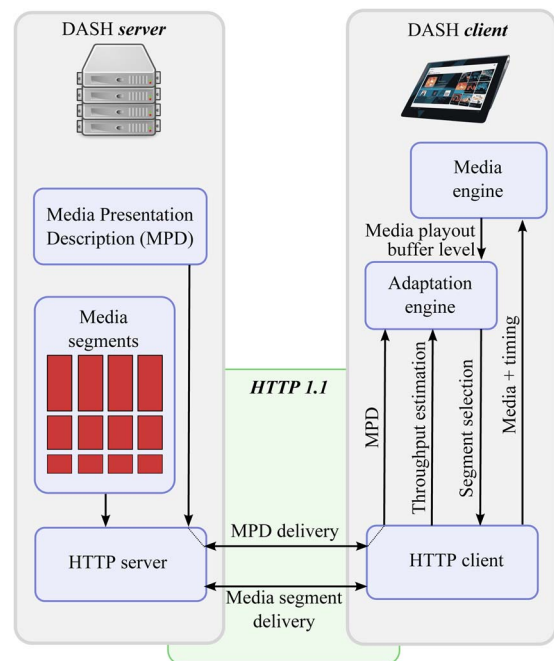 DASH server
DASH client
Media Presentation
Description (MPD)
Media
segments
HTTP server
HTTP 1.1
MPD delivery
Media segment
delivery
Media
engine
Media playout
buffer level
Adaptation
engine
MPD
Throughput estimation
Segment selection
Media + timing
HTTP client